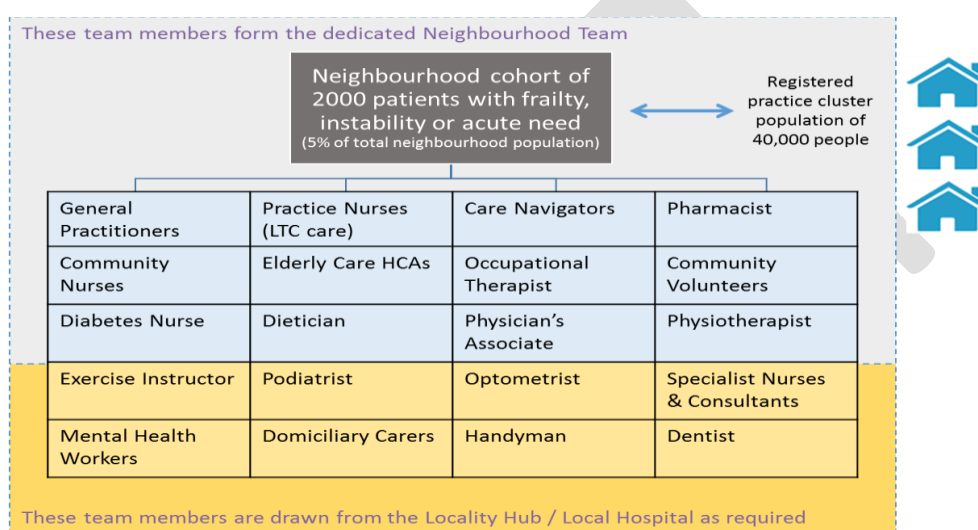 These team members form the dedicated Neighbourhood Team
Neighbourhood cohort of
2000 patients with frailty,
instability or acute need
(5% of total neighbourhood population)
Registered
practice cluster
population of
40,000 people
General
Practitioners
Practice Nurses
(LTC care)
Care Navigators
Pharmacist
Community
Nurses
Elderly Care HCAs
Occupational
Therapist
Community
Volunteers
Diabetes Nurse
Dietician
Physician's
Associate
Physiotherapist
Exercise Instructor
Podiatrist
Optometrist
Specialist Nurses
& Consultants
Mental Health
Workers
Domiciliary Carers
Handyman
Dentist
These team members are drawn from the Locality Hub / Local Hospital as required